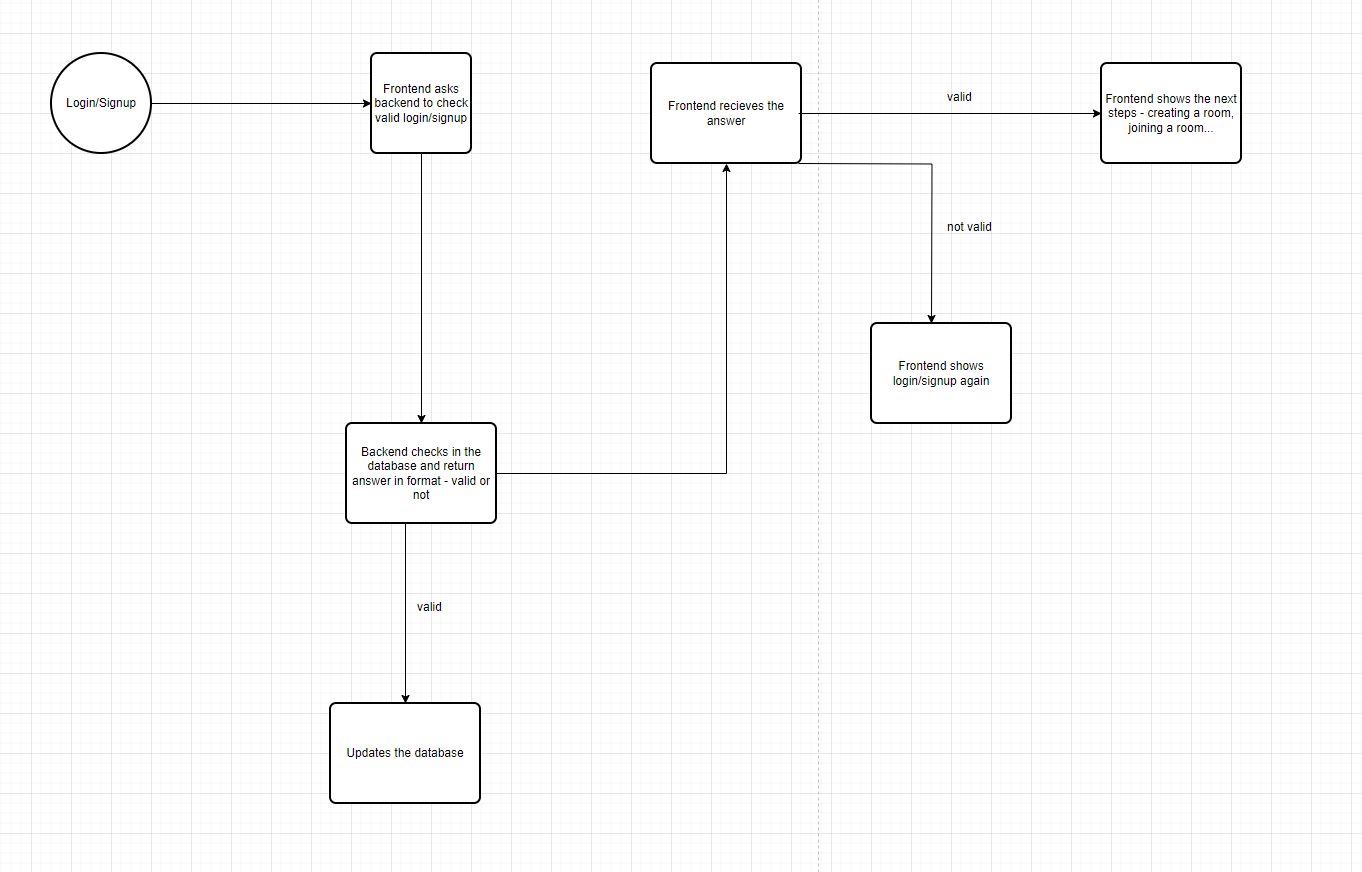 Login/Signup
Frontend asks
backend to check
valid login/signup
Frontend recieves the
answer
valid
Frontend shows the next
steps - creating a room,
joining a room...
not valid
Frontend shows
login/signup again
Backend checks in the
database and return
answer in format - valid or
not
valid
Updates the database